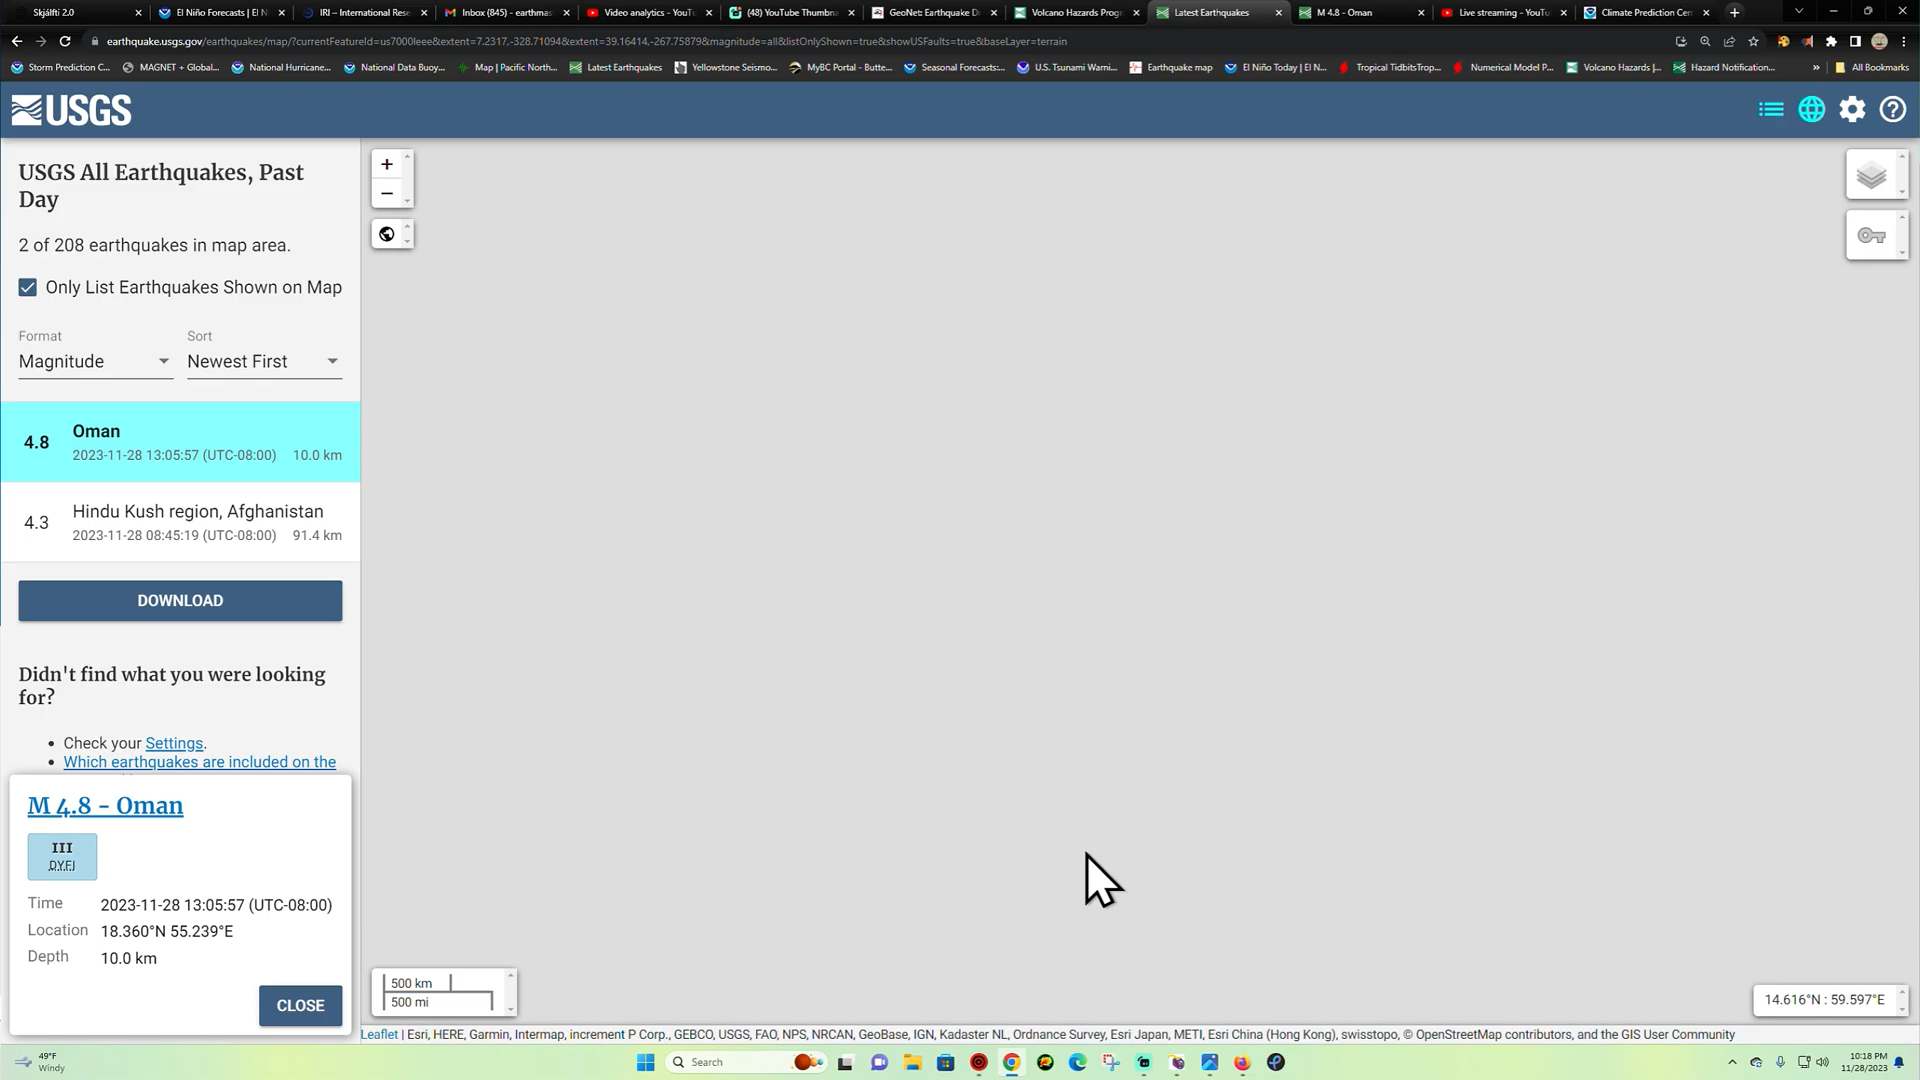 Skjálfti 2.0
El Niño Forecasts | El N
IRI – International Rese
Inbox (845) - earthmas
Video analytics - YouTu
(48) YouTube Thumbna
GeoNet: Earthquake D
Volcano Hazards Progr
Latest Earthquakes
M 4.8 - Oman
Live streaming - YouTu
Climate Prediction Cen
earthquake.usgs.gov/earthquakes/map/?currentFeatureId=us7000leee&extent=7.2317,-328.71094&extent=39.16414,-267.75879&magnitude=all&listOnlyShown=true&showUSFaults=true&baseLayer=terrain
Storm Prediction C...
MAGNET + Global...
National Hurricane...
National Data Buoy...
Map | Pacific North...
Latest Earthquakes
Yellowstone Seismo...
MyBC Portal - Butte...
Seasonal Forecasts:...
U.S. Tsunami Warni...
Earthquake map
El Niño Today | El N...
Tropical TidbitsTrop...
Numerical Model P...
Volcano Hazards |...
Hazard Notification...
»
All Bookmarks
USGS
USGS All Earthquakes, Past
Day
2 of 208 earthquakes in map area.
Only List Earthquakes Shown on Map
Format
Sort
Magnitude
Newest First
4.8
Oman
2023-11-28 13:05:57 (UTC-08:00) 10.0 km
4.3
Hindu Kush region, Afghanistan
2023-11-28 08:45:19 (UTC-08:00) 91.4 km
DOWNLOAD
Didn't find what you were looking
for?
• Check your Settings.
• Which earthquakes are included on the
M 4.8 - Oman
III
DYFI
Time 2023-11-28 13:05:57 (UTC-08:00)
Location 18.360°N 55.239°E
Depth 10.0 km
CLOSE
+
−
500 km
500 mi
14.616°N : 59.597°E
Leaflet | Esri, HERE, Garmin, Intermap, increment P Corp., GEBCO, USGS, FAO, NPS, NRCAN, GeoBase, IGN, Kadaster NL, Ordnance Survey, Esri Japan, METI, Esri China (Hong Kong), swisstopo, © OpenStreetMap contributors, and the GIS User Community
49°F
Windy
Search
10:18 PM
11/28/2023